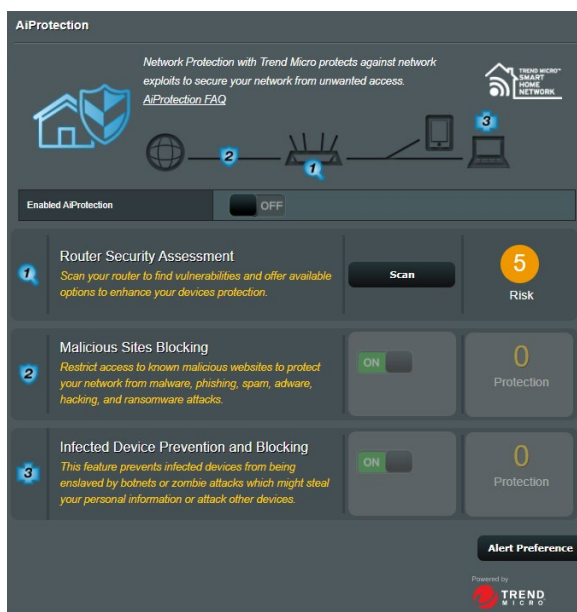 AiProtection
Network Protection with Trend Micro protects against network
exploits to secure your network from unwanted access.
AiProtection FAQ
TREND MICRO™
SMART
HOME
NETWORK
3
2
1
Enabled AiProtection
OFF
1
Router Security Assessment
Scan your router to find vulnerabilities and offer available
options to enhance your devices protection.
Scan
5
Risk
2
Malicious Sites Blocking
Restrict access to known malicious websites to protect
your network from malware, phishing, spam, adware,
hacking, and ransomware attacks.
ON
0
Protection
3
Infected Device Prevention and Blocking
This feature prevents infected devices from being
enslaved by botnets or zombie attacks which might steal
your personal information or attack other devices.
ON
0
Protection
Alert Preference
Powered by
TREND
MICRO